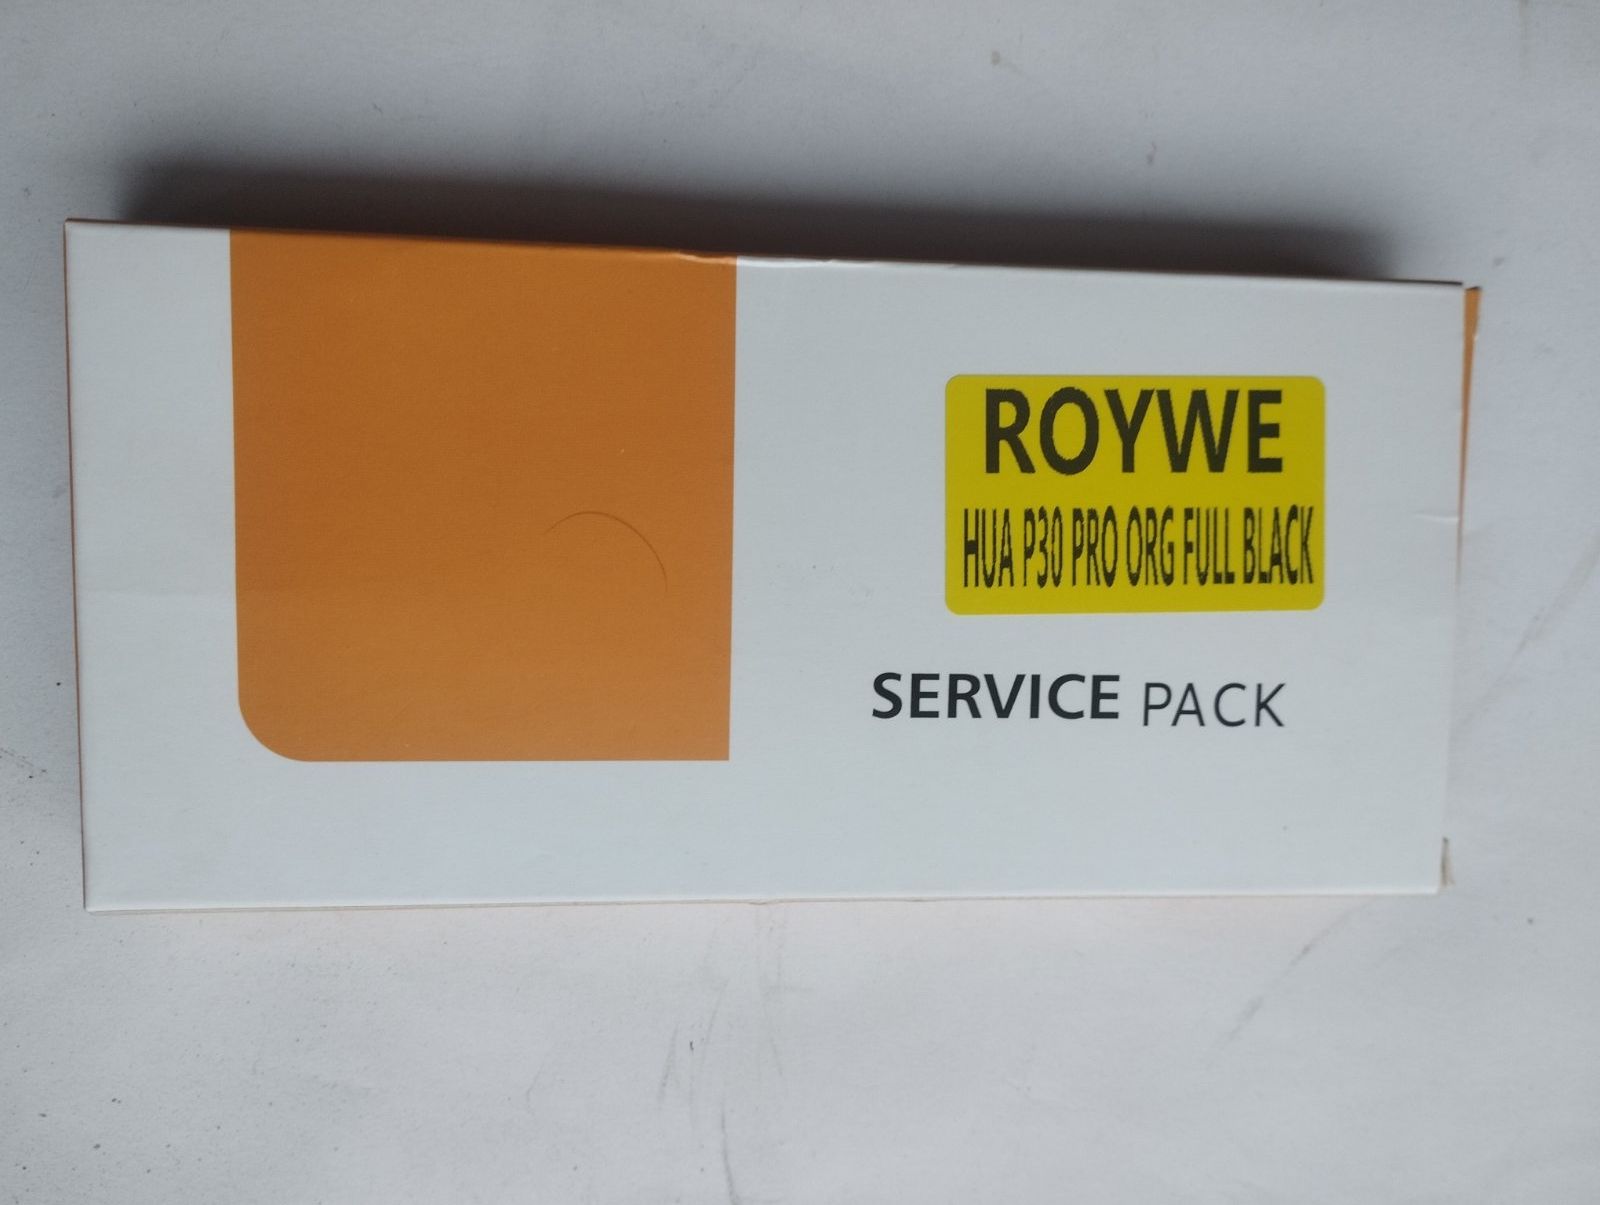 ROYWE
HUA P30 PRO ORG FULL BLACK
SERVICE PACK